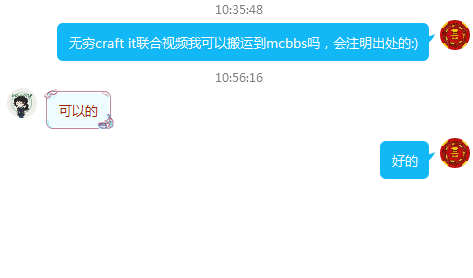 10:35:48
无穷craft it联合视频我可以搬运到mcbbs吗，会注明出处的:)
10:56:16
可以的
好的